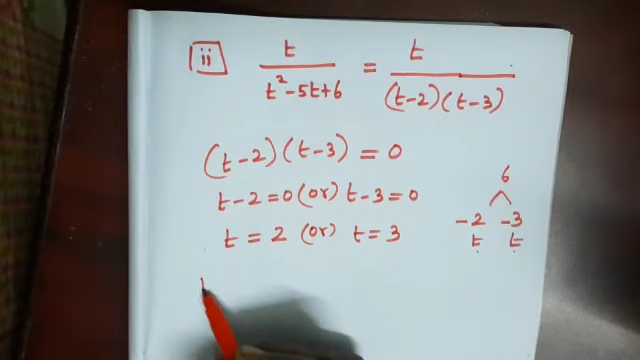 ii t/(t²-5t+6) = t/((t-2)(t-3))
(t-2)(t-3) = 0
t-2=0 (or) t-3=0
t = 2 (or) t=3
6
-2 -3
t t